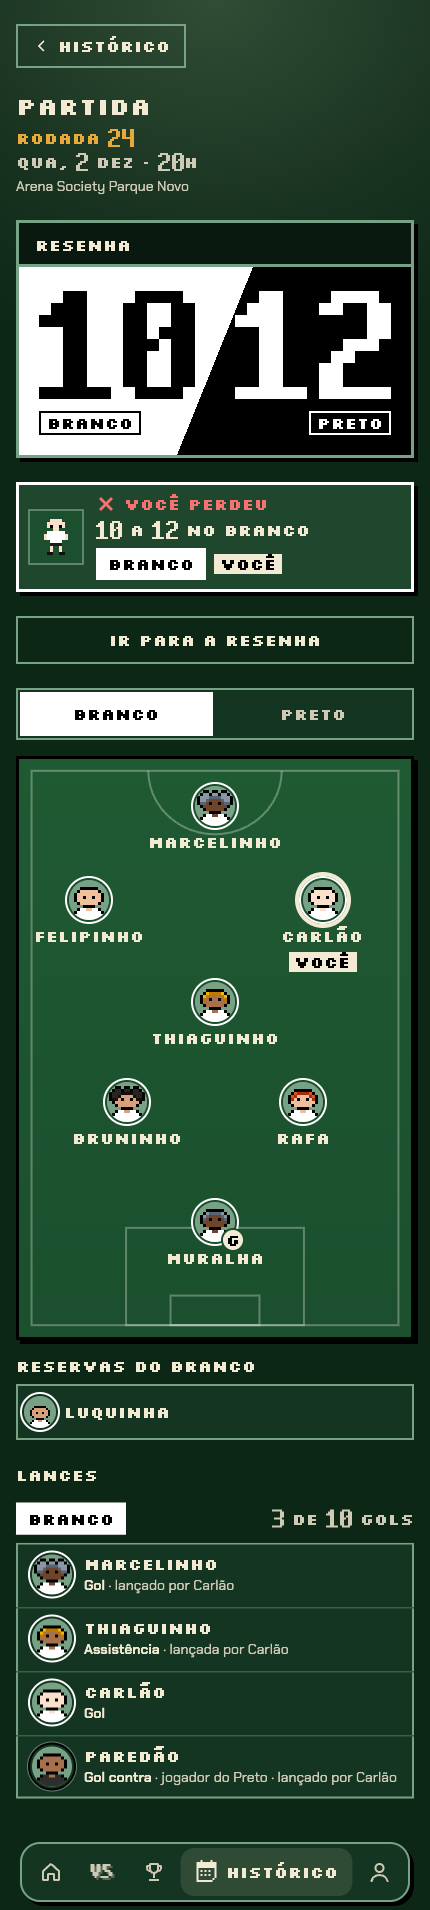 HISTÓRICO
PARTIDA
RODADA 24
QUA, 2 DEZ · 20H
Arena Society Parque Novo
RESENHA
10 12
BRANCO PRETO
VOCÊ PERDEU
10 A 12 NO BRANCO
BRANCO VOCÊ
IR PARA A RESENHA
BRANCO PRETO
MARCELINHO
FELIPINHO CARLÃO
VOCÊ
THIAGUINHO
BRUNINHO RAFA
G
MURALHA
RESERVAS DO BRANCO
LUQUINHA
LANCES
BRANCO 3 DE 10 GOLS
MARCELINHO
Gol · lançado por Carlão
THIAGUINHO
Assistência · lançada por Carlão
CARLÃO
Gol
PAREDÃO
Gol contra · jogador do Preto · lançado por Carlão
VS HISTÓRICO